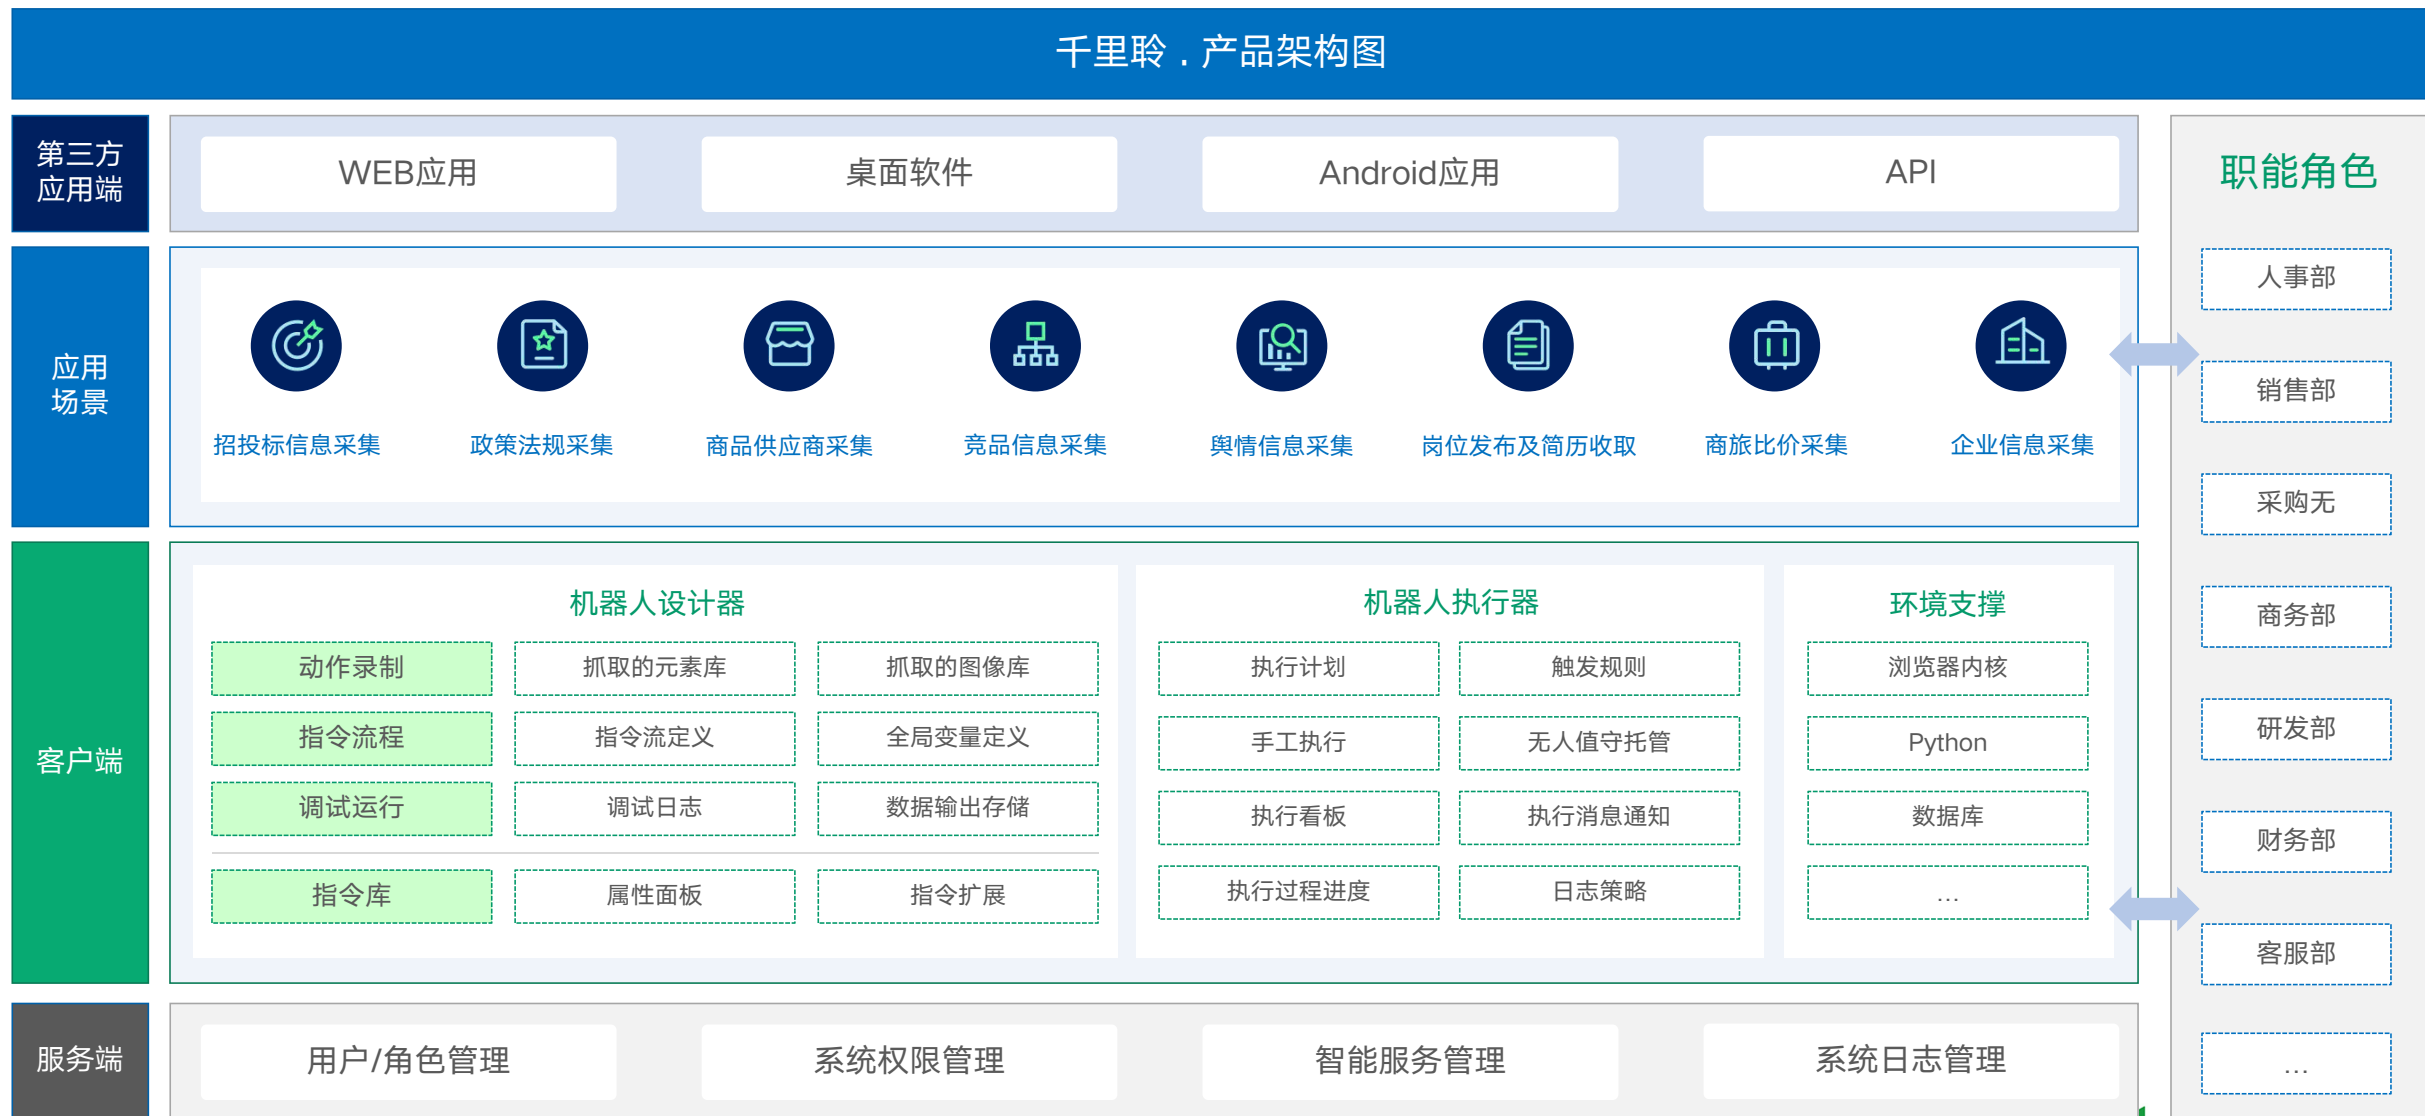 千里聆 . 产品架构图
第三方
应用端
WEB应用
桌面软件
Android应用
API
应用
场景
招投标信息采集
政策法规采集
商品供应商采集
竞品信息采集
舆情信息采集
岗位发布及简历收取
商旅比价采集
企业信息采集
客户端
机器人设计器
动作录制
抓取的元素库
抓取的图像库
指令流程
指令流定义
全局变量定义
调试运行
调试日志
数据输出存储
指令库
属性面板
指令扩展
机器人执行器
执行计划
触发规则
手工执行
无人值守托管
执行看板
执行消息通知
执行过程进度
日志策略
环境支撑
浏览器内核
Python
数据库
...
服务端
用户/角色管理
系统权限管理
智能服务管理
系统日志管理
职能角色
人事部
销售部
采购无
商务部
研发部
财务部
客服部
...